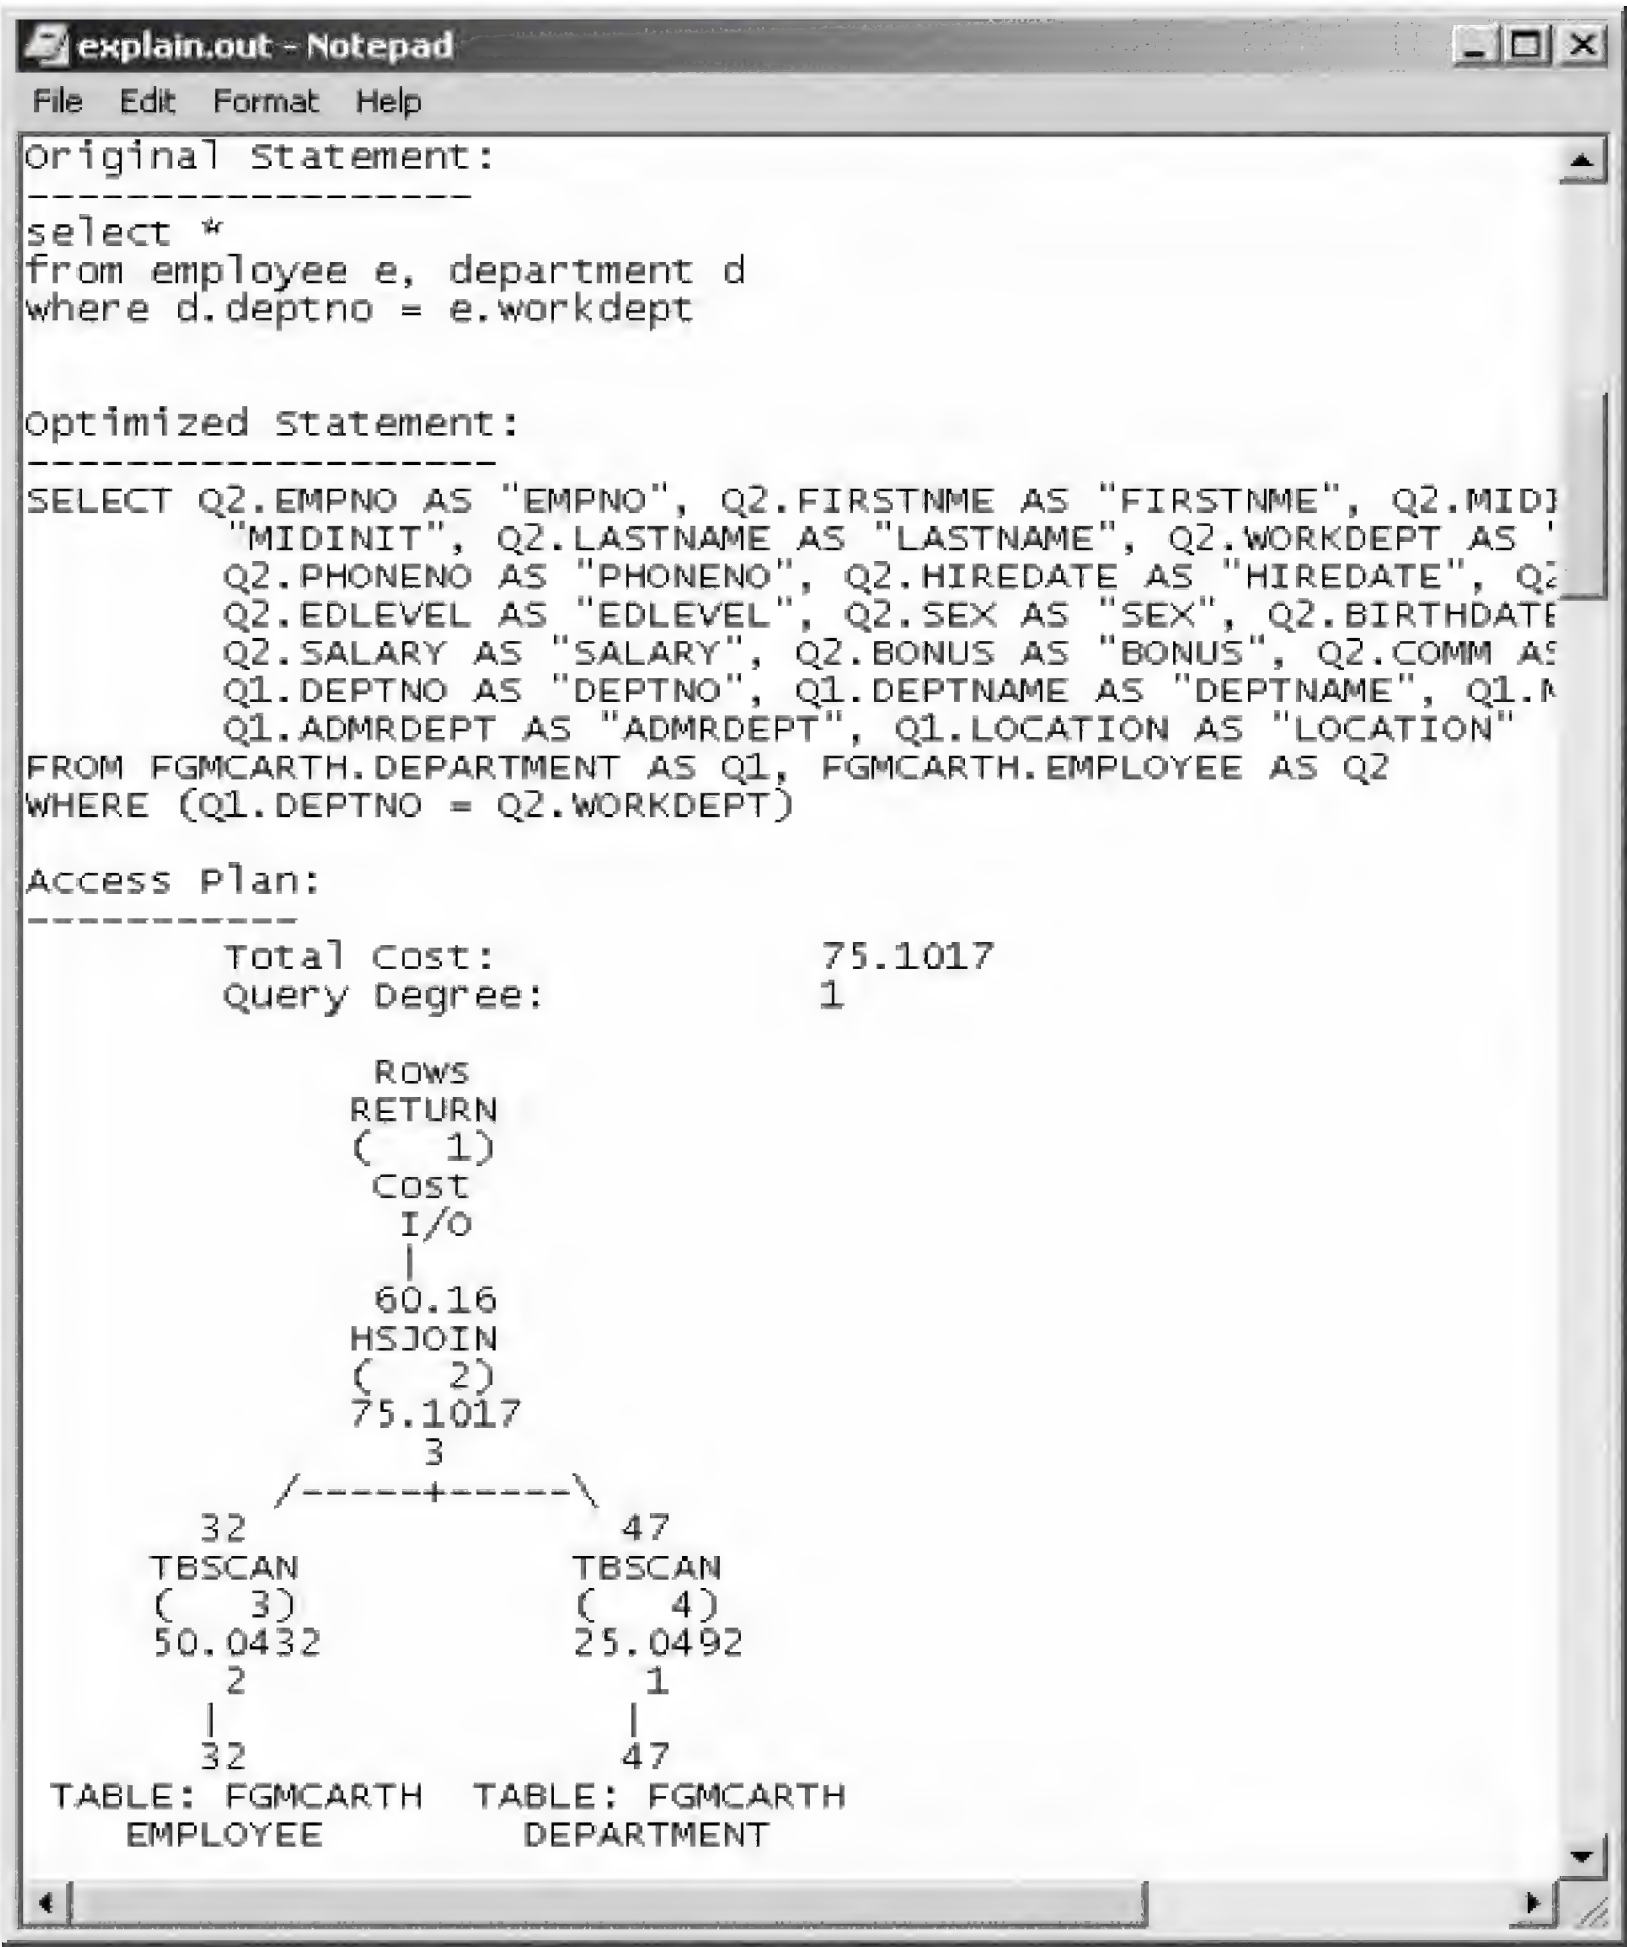 explain.out - Notepad
File Edit Format Help
Original Statement:
------------------
select *
from employee e, department d
where d.deptno = e.workdept
Optimized Statement:
-------------------
SELECT Q2.EMPNO AS "EMPNO", Q2.FIRSTNME AS "FIRSTNME", Q2.MIDI
"MIDINIT", Q2.LASTNAME AS "LASTNAME", Q2.WORKDEPT AS "
Q2.PHONENO AS "PHONENO", Q2.HIREDATE AS "HIREDATE", Q2
Q2.EDLEVEL AS "EDLEVEL", Q2.SEX AS "SEX", Q2.BIRTHDATE
Q2.SALARY AS "SALARY", Q2.BONUS AS "BONUS", Q2.COMM AS
Q1.DEPTNO AS "DEPTNO", Q1.DEPTNAME AS "DEPTNAME", Q1.M
Q1.ADMRDEPT AS "ADMRDEPT", Q1.LOCATION AS "LOCATION"
FROM FGMCARTH.DEPARTMENT AS Q1, FGMCARTH.EMPLOYEE AS Q2
WHERE (Q1.DEPTNO = Q2.WORKDEPT)
Access Plan:
-----------
Total Cost: 75.1017
Query Degree: 1
Rows
RETURN
( 1)
Cost
I/O
|
60.16
HSJOIN
( 2)
75.1017
3
/-----+-----\
32 47
TBSCAN TBSCAN
( 3) ( 4)
50.0432 25.0492
2 1
| |
32 47
TABLE: FGMCARTH TABLE: FGMCARTH
EMPLOYEE DEPARTMENT